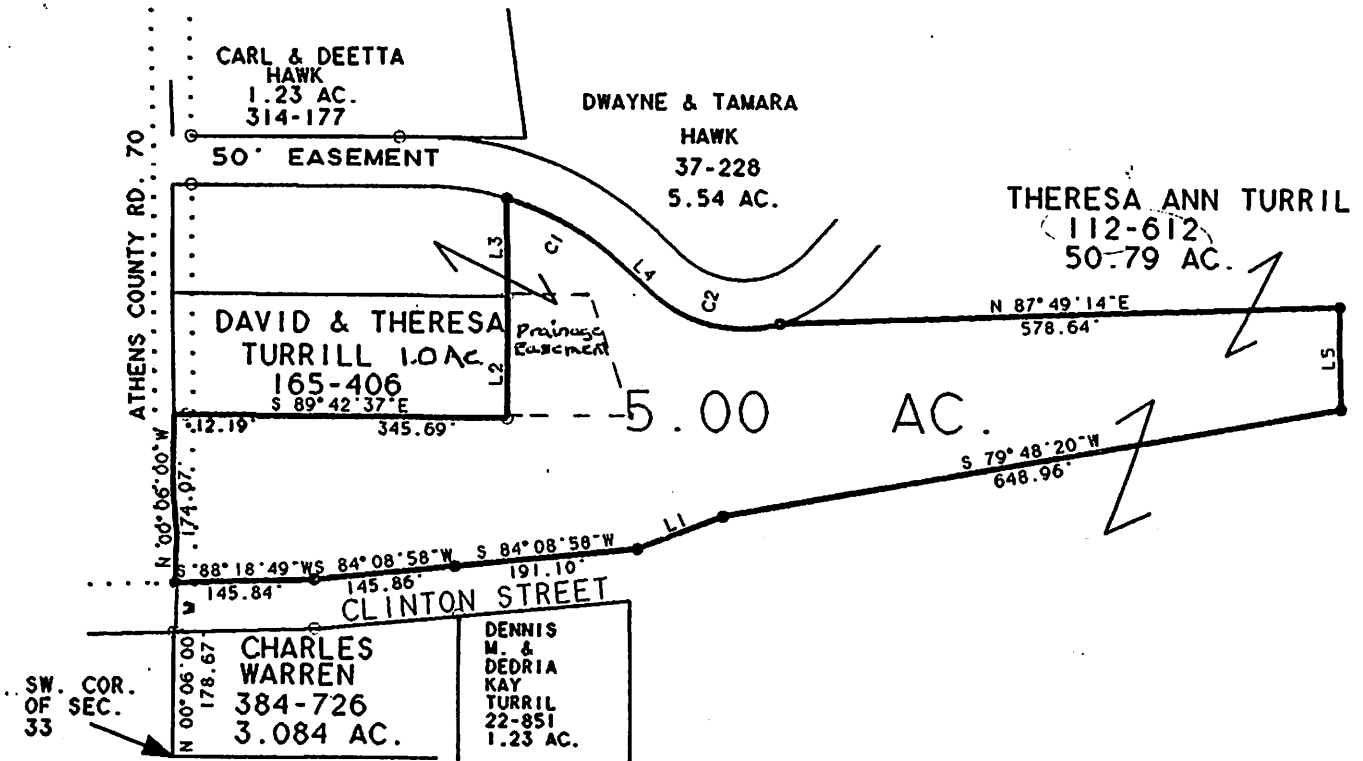 CARL & DEETTA
HAWK
1.23 AC.
314-177
DWAYNE & TAMARA
HAWK
37-228
5.54 AC.
THERESA ANN TURRIL
112-612
50.79 AC.
ATHENS COUNTY RD. 70
50' EASEMENT
L3
C1
L4
C2
N 87°49'14"E
578.64'
L5
DAVID & THERESA
TURRILL 1.0 Ac.
165-406
Drainage
Easement
L2
S 89°42'37"E
12.19'
345.69'
5.00 AC.
N 00°06'00"W
174.07'
S 79°48'20"W
648.96'
L1
S 88°18'49"W
145.84'
S 84°08'58"W
145.86'
S 84°08'58"W
191.10'
CLINTON STREET
N 00°06'00" W
178.67'
CHARLES
WARREN
384-726
3.084 AC.
DENNIS
M. &
DEDRIA
KAY
TURRIL
22-851
1.23 AC.
SW. COR.
OF SEC.
33